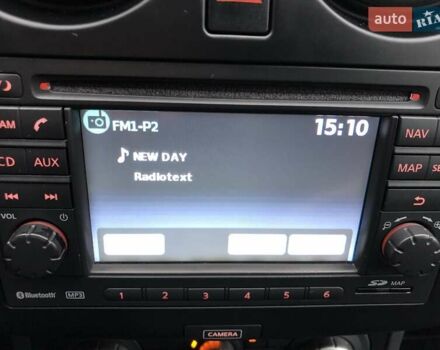 auto RIA
FM1-P2 15:10
AM NAV
NEW DAY
CD AUX MAP SE
Radiotext
VOL
Bluetooth MP3 1 2 3 4 5 6 SD MAP
CAMERA